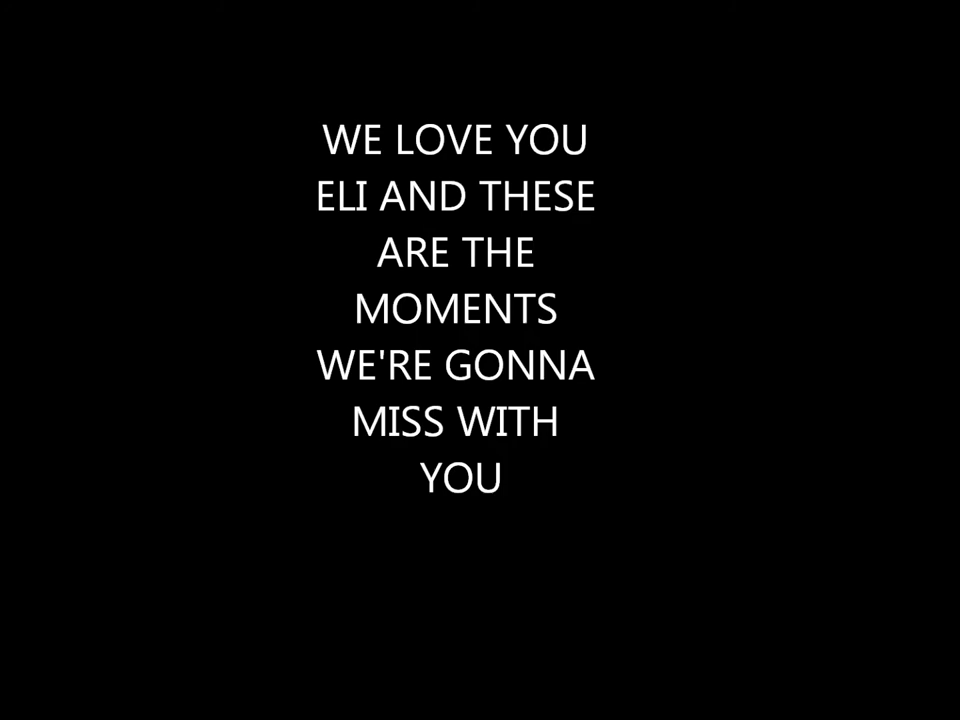 WE LOVE YOU
ELI AND THESE
ARE THE
MOMENTS
WE'RE GONNA
MISS WITH
YOU